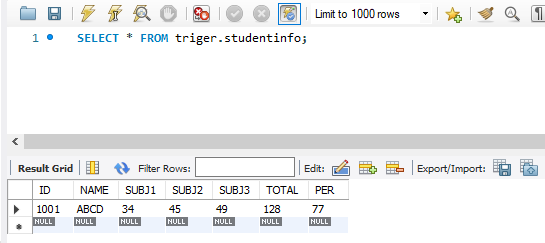 Limit to 1000 rows
1 SELECT * FROM triger.studentinfo;
Result Grid Filter Rows: Edit: Export/Import:
ID NAME SUBJ1 SUBJ2 SUBJ3 TOTAL PER
1001 ABCD 34 45 49 128 77
NULL NULL NULL NULL NULL NULL NULL